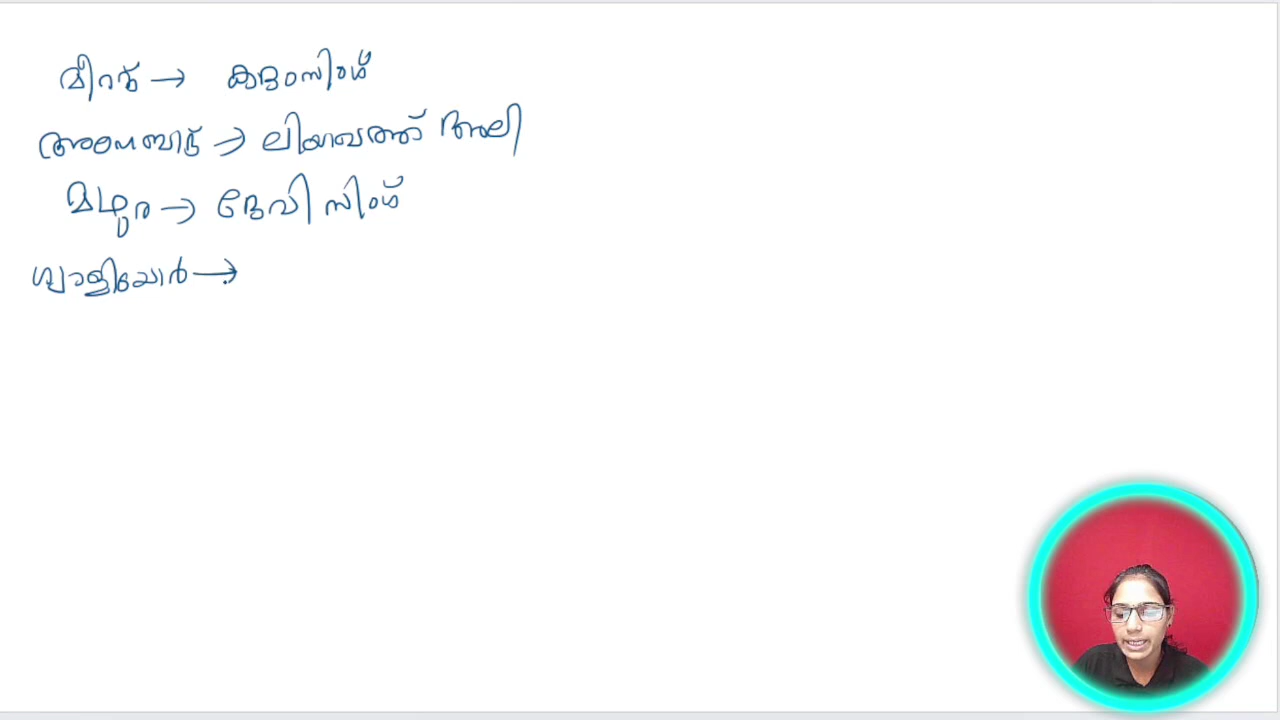 മീററ്റ് → കദംസിംഗ്
അലഹബാദ് → ലിയാഖത്ത് അലി
മഥുര → ദേവി സിംഗ്
ഗ്വാളിയോർ →